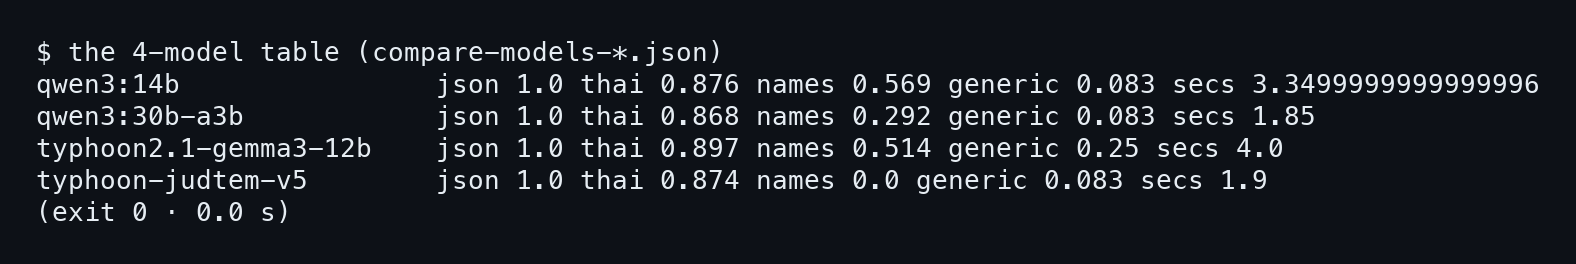 $ the 4-model table (compare-models-*.json)
qwen3:14b                json 1.0 thai 0.876 names 0.569 generic 0.083 secs 3.3499999999999996
qwen3:30b-a3b            json 1.0 thai 0.868 names 0.292 generic 0.083 secs 1.85
typhoon2.1-gemma3-12b    json 1.0 thai 0.897 names 0.514 generic 0.25 secs 4.0
typhoon-judtem-v5        json 1.0 thai 0.874 names 0.0 generic 0.083 secs 1.9
(exit 0 · 0.0 s)